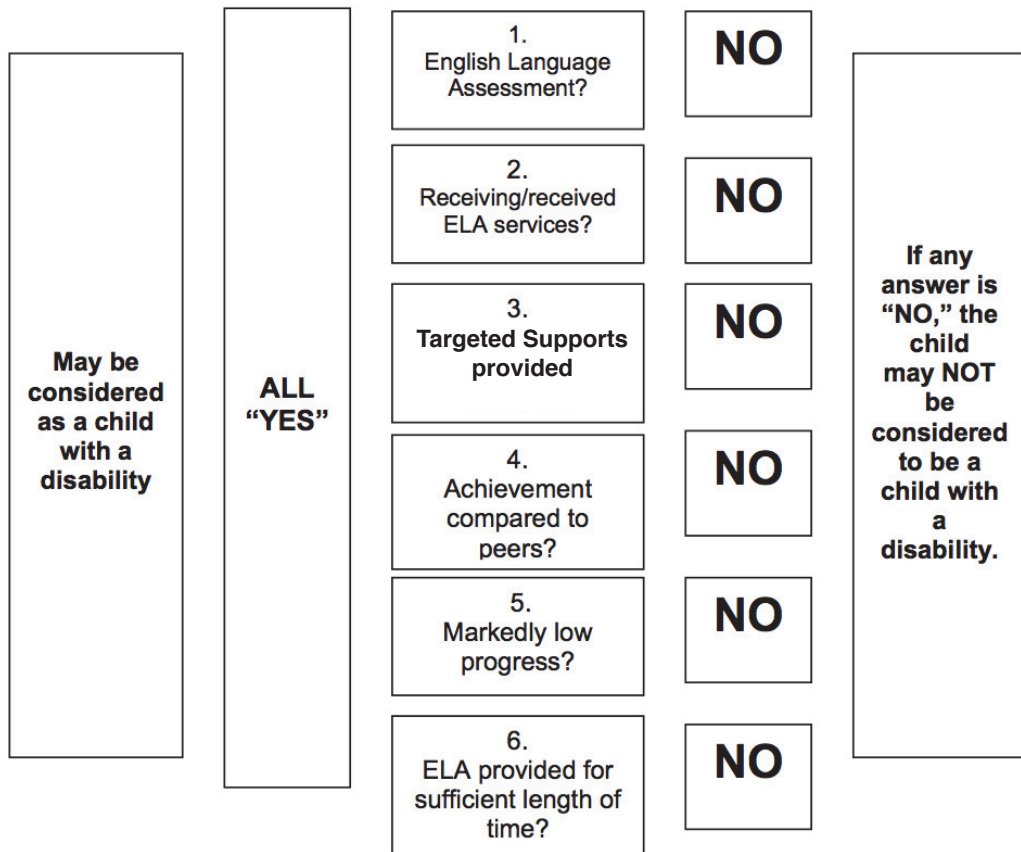 May be
considered
as a child
with a
disability
ALL
“YES”
1.
English Language
Assessment?
NO
2.
Receiving/received
ELA services?
NO
3.
Targeted Supports
provided
NO
4.
Achievement
compared to
peers?
NO
5.
Markedly low
progress?
NO
6.
ELA provided for
sufficient length of
time?
NO
If any
answer is
“NO,” the
child
may NOT
be
considered
to be a
child with
a
disability.